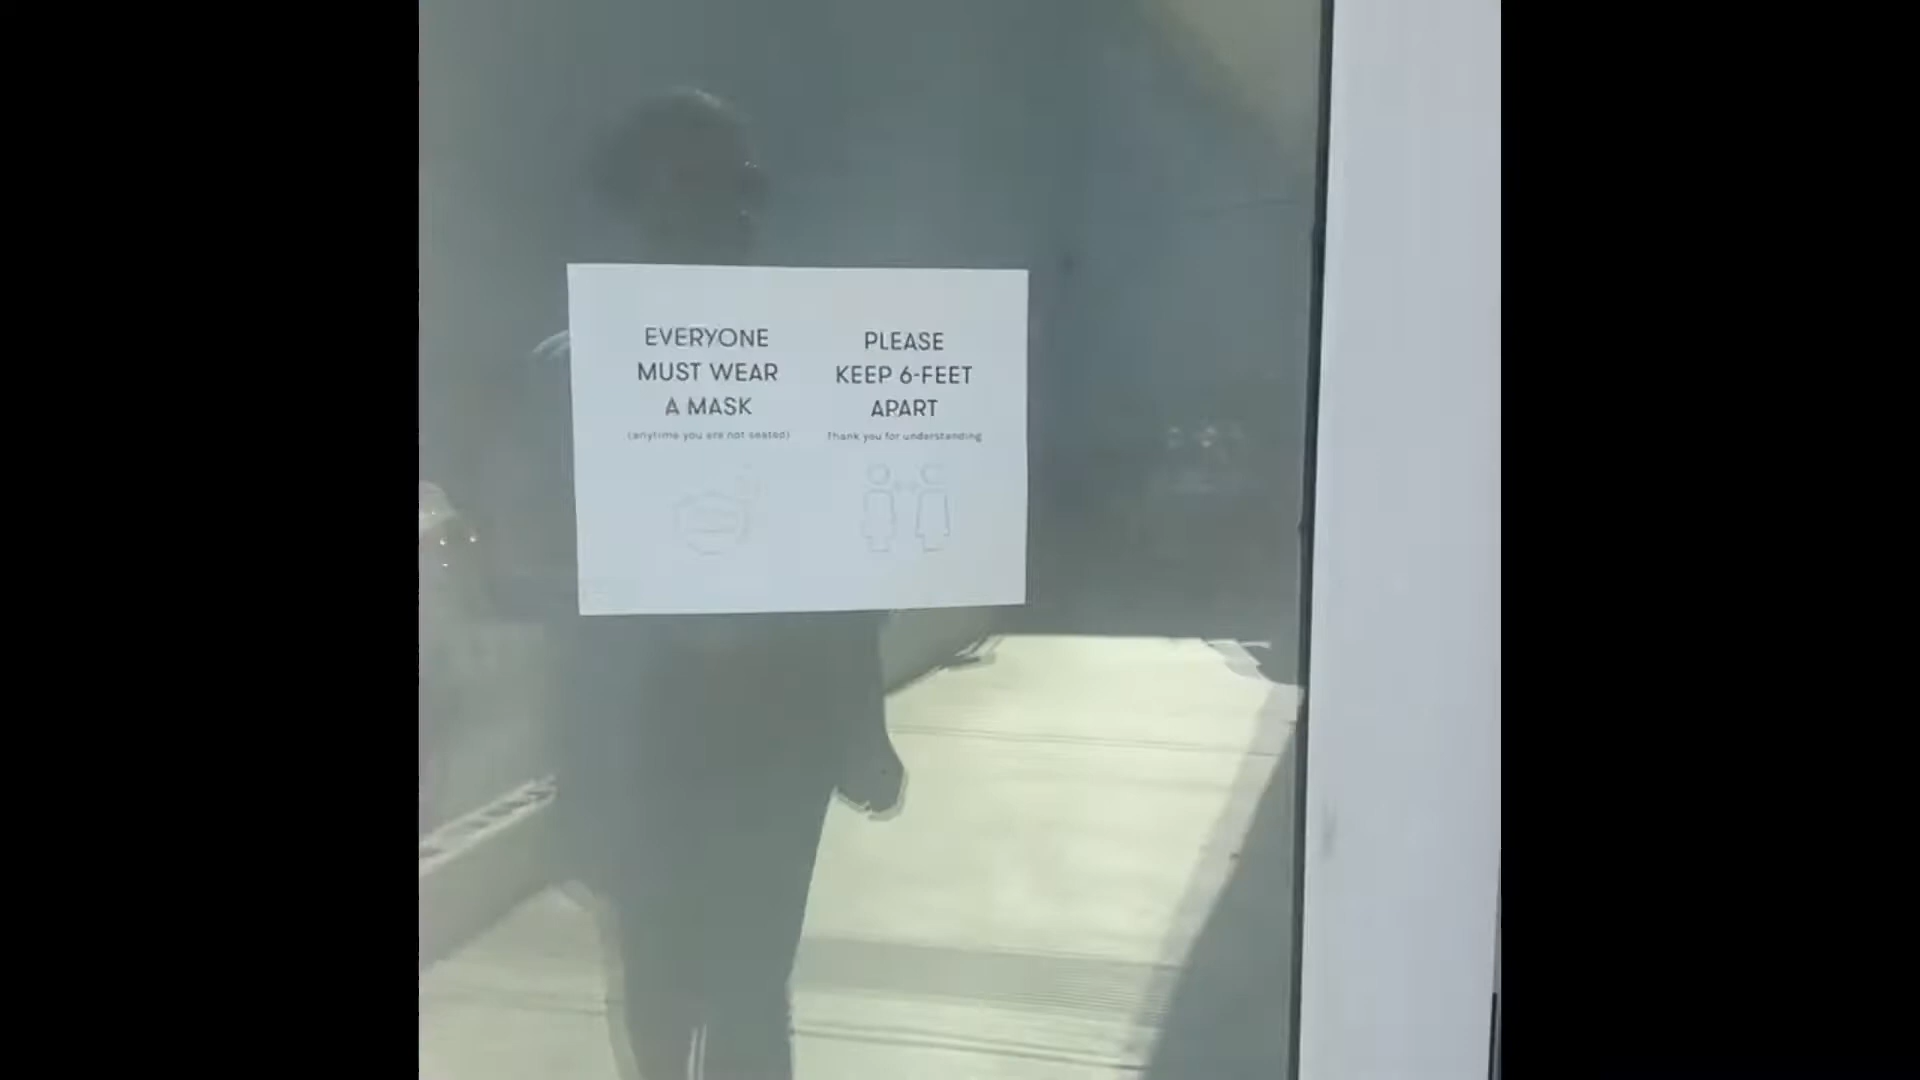 EVERYONE
MUST WEAR
A MASK
(anytime you are not seated)
PLEASE
KEEP 6-FEET
APART
Thank you for understanding